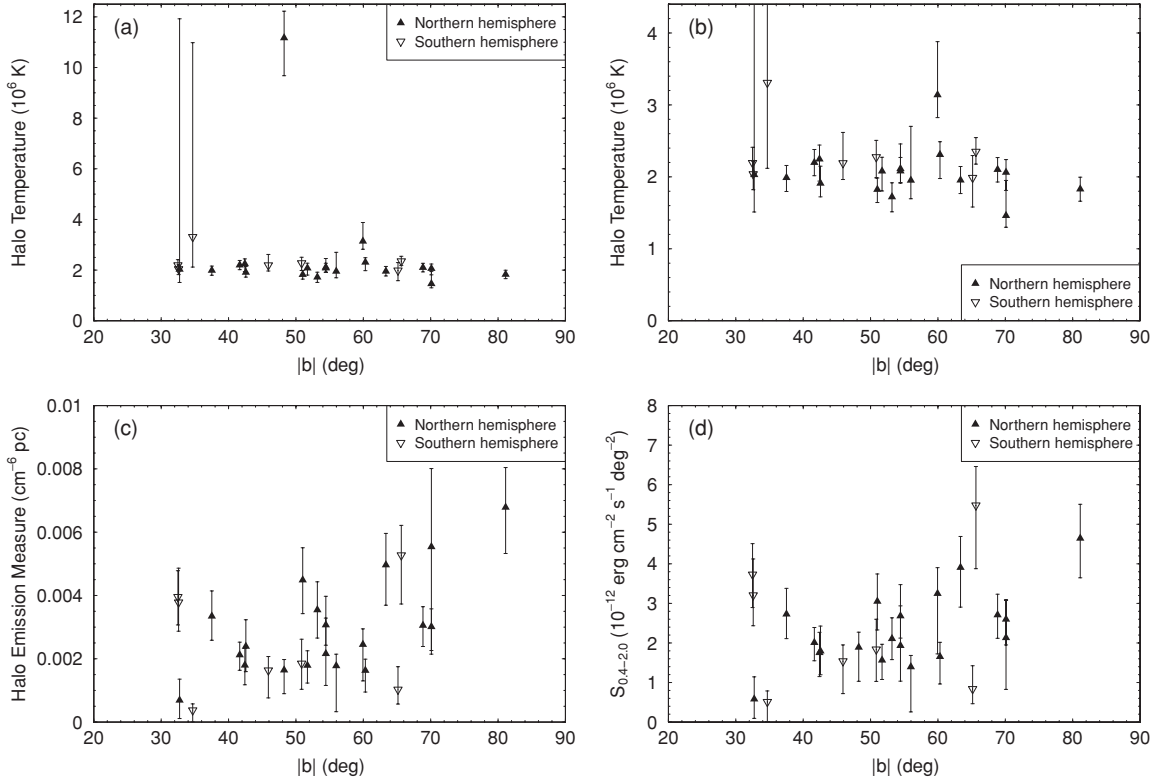 (a)
Northern hemisphere
Southern hemisphere
Halo Temperature (10⁶ K)
12
10
8
6
4
2
0
20 30 40 50 60 70 80 90
|b| (deg)
(b)
Northern hemisphere
Southern hemisphere
Halo Temperature (10⁶ K)
4
3
2
1
0
20 30 40 50 60 70 80 90
|b| (deg)
(c)
Northern hemisphere
Southern hemisphere
Halo Emission Measure (cm⁻⁶ pc)
0.01
0.008
0.006
0.004
0.002
0
20 30 40 50 60 70 80 90
|b| (deg)
(d)
Northern hemisphere
Southern hemisphere
S₀.₄₋₂.₀ (10⁻¹² erg cm⁻² s⁻¹ deg⁻²)
8
7
6
5
4
3
2
1
0
20 30 40 50 60 70 80 90
|b| (deg)